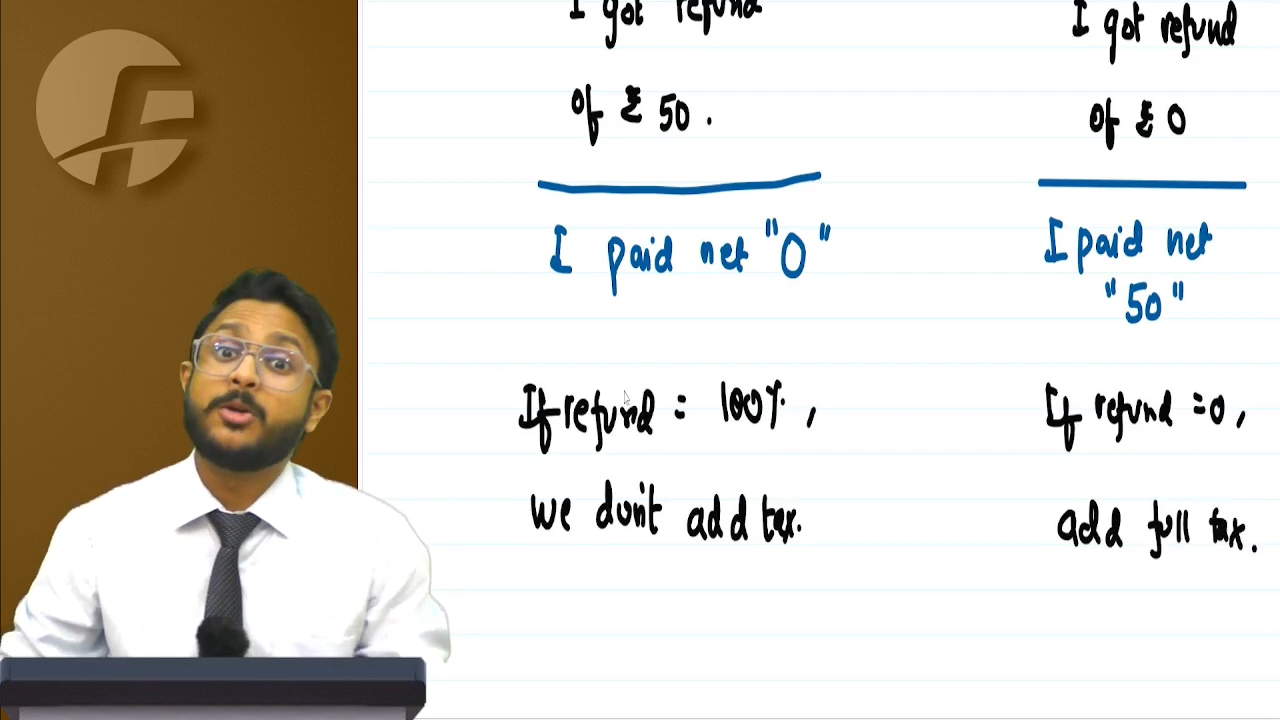 I got refund
of ₹ 50.
I paid net "0"
If refund = 100%,
we don't add tax.
I got refund
of ₹ 0
I paid net
"50"
If refund = 0,
add full tax.